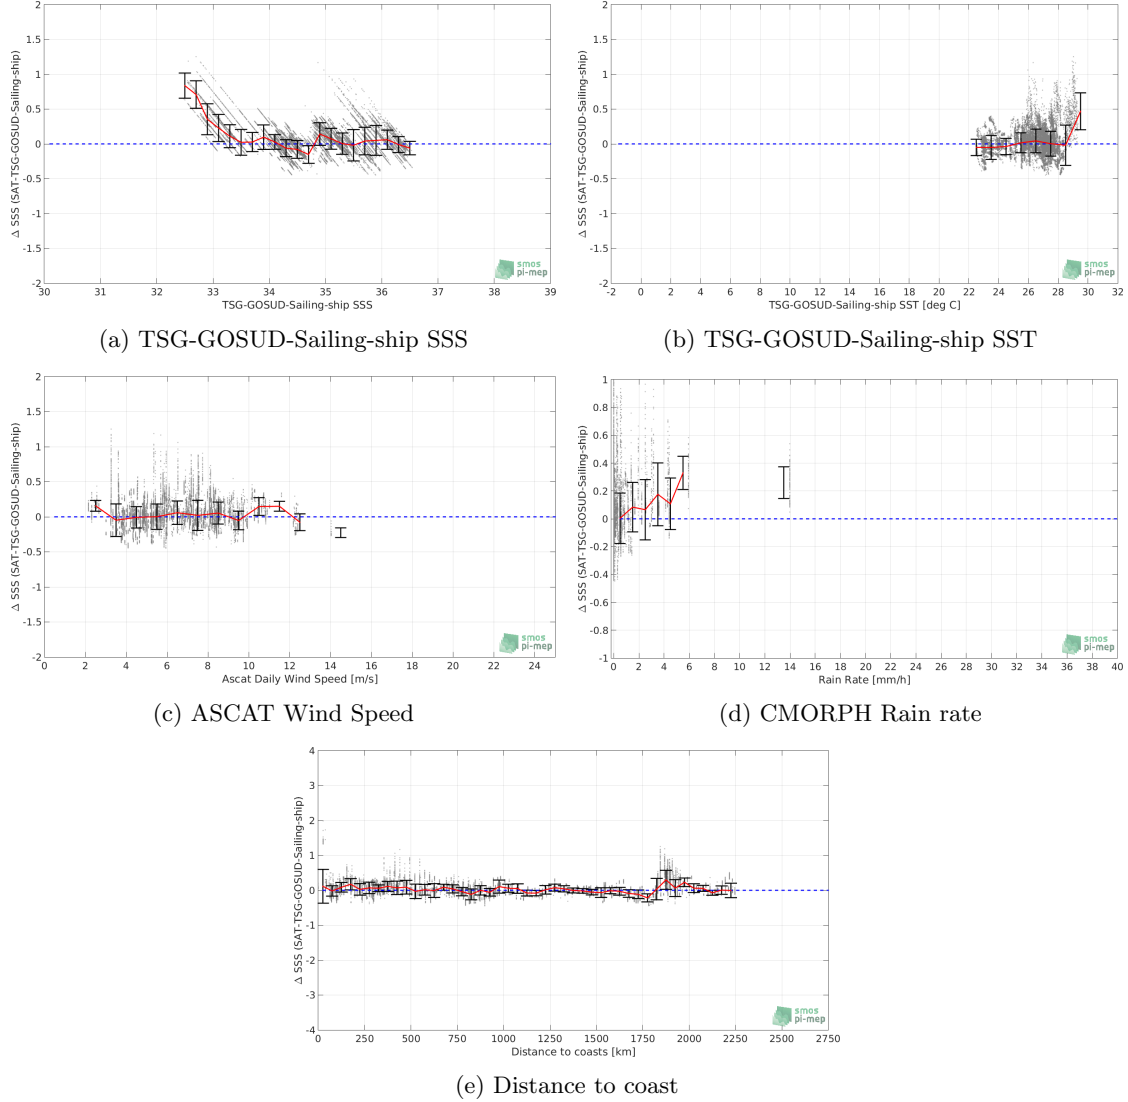 2
1.5
1
0.5
0
-0.5
-1
-1.5
-2
Δ SSS (SAT-TSG-GOSUD-Sailing-ship)
30 31 32 33 34 35 36 37 38 39
TSG-GOSUD-Sailing-ship SSS
smos
pi-mep
(a) TSG-GOSUD-Sailing-ship SSS
2
1.5
1
0.5
0
-0.5
-1
-1.5
-2
Δ SSS (SAT-TSG-GOSUD-Sailing-ship)
-2 0 2 4 6 8 10 12 14 16 18 20 22 24 26 28 30 32
TSG-GOSUD-Sailing-ship SST [deg C]
smos
pi-mep
(b) TSG-GOSUD-Sailing-ship SST
2
1.5
1
0.5
0
-0.5
-1
-1.5
-2
Δ SSS (SAT-TSG-GOSUD-Sailing-ship)
0 2 4 6 8 10 12 14 16 18 20 22 24
Ascat Daily Wind Speed [m/s]
smos
pi-mep
(c) ASCAT Wind Speed
1
0.8
0.6
0.4
0.2
0
-0.2
-0.4
-0.6
-0.8
-1
Δ SSS (SAT-TSG-GOSUD-Sailing-ship)
0 2 4 6 8 10 12 14 16 18 20 22 24 26 28 30 32 34 36 38 40
Rain Rate [mm/h]
smos
pi-mep
(d) CMORPH Rain rate
4
3
2
1
0
-1
-2
-3
-4
Δ SSS (SAT-TSG-GOSUD-Sailing-ship)
0 250 500 750 1000 1250 1500 1750 2000 2250 2500 2750
Distance to coasts [km]
smos
pi-mep
(e) Distance to coast